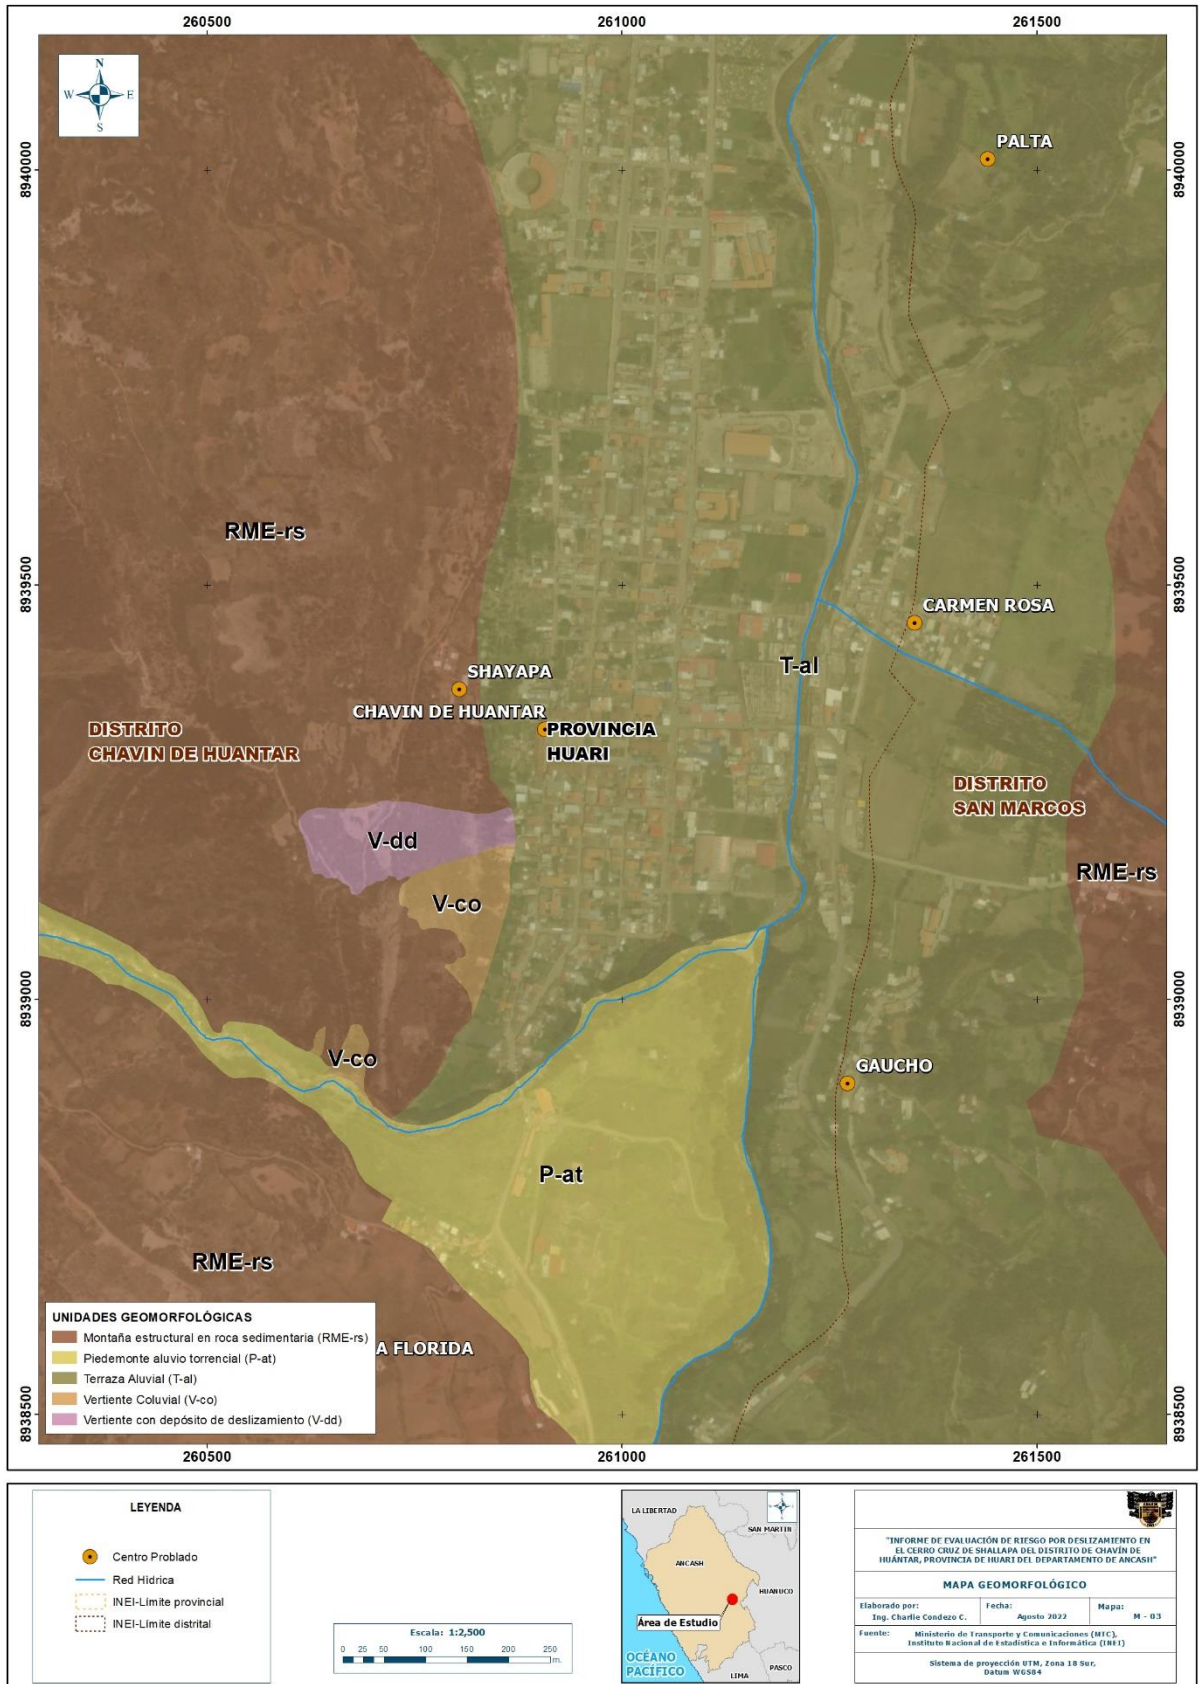 260500
261000
261500
N
W
E
S
8940000
8940000
PALTA
RME-rs
8939500
8939500
CARMEN ROSA
T-al
SHAYAPA
CHAVIN DE HUANTAR
PROVINCIA
HUARI
DISTRITO
CHAVIN DE HUANTAR
DISTRITO
SAN MARCOS
V-dd
RME-rs
V-co
8939000
8939000
V-co
GAUCHO
P-at
RME-rs
UNIDADES GEOMORFOLÓGICAS
Montaña estructural en roca sedimentaria (RME-rs)
Piedemonte aluvio torrencial (P-at)
Terraza Aluvial (T-al)
Vertiente Coluvial (V-co)
Vertiente con depósito de deslizamiento (V-dd)
A FLORIDA
8938500
8938500
260500
261000
261500
LEYENDA
Centro Problado
Red Hídrica
INEI-Límite provincial
INEI-Límite distrital
Escala: 1:2,500
0 25 50 100 150 200 250
m.
LA LIBERTAD
SAN MARTIN
ANCASH
HUANUCO
Área de Estudio
OCÉANO
PACÍFICO
LIMA
PASCO
"INFORME DE EVALUACIÓN DE RIESGO POR DESLIZAMIENTO EN
EL CERRO CRUZ DE SHALLAPA DEL DISTRITO DE CHAVÍN DE
HUÁNTAR, PROVINCIA DE HUARI DEL DEPARTAMENTO DE ANCASH"
MAPA GEOMORFOLÓGICO
Elaborado por:
Ing. Charlie Condezo C.
Fecha:
Agosto 2022
Mapa:
M - 03
Fuente: Ministerio de Transporte y Comunicaciones (MTC),
Instituto Nacional de Estadística e Informática (INEI)
Sistema de proyección UTM, Zona 18 Sur,
Datum WGS84